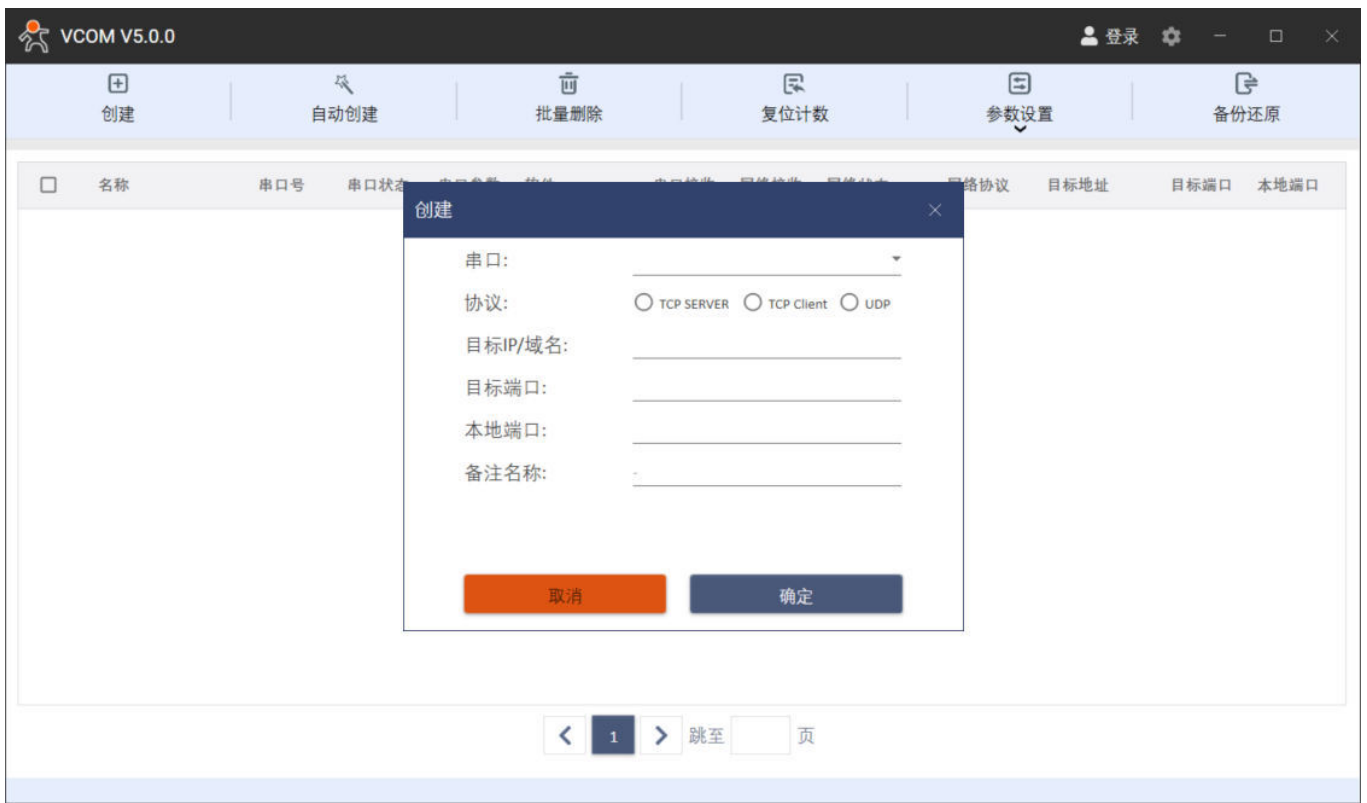 VCOM V5.0.0
登录
创建
自动创建
批量删除
复位计数
参数设置
备份还原
名称
串口号
串口状态
络协议
目标地址
目标端口
本地端口
创建
串口:
协议:
TCP SERVER
TCP Client
UDP
目标IP/域名:
目标端口:
本地端口:
备注名称:
-
取消
确定
1
跳至
页